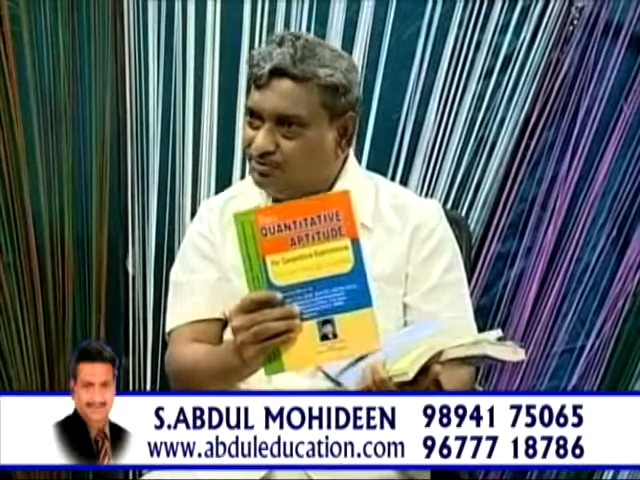 QUANTITATIVE
APTITUDE
For Competitive Examinations
S.ABDUL MOHIDEEN
98941 75065
www.abduleducation.com
96777 18786